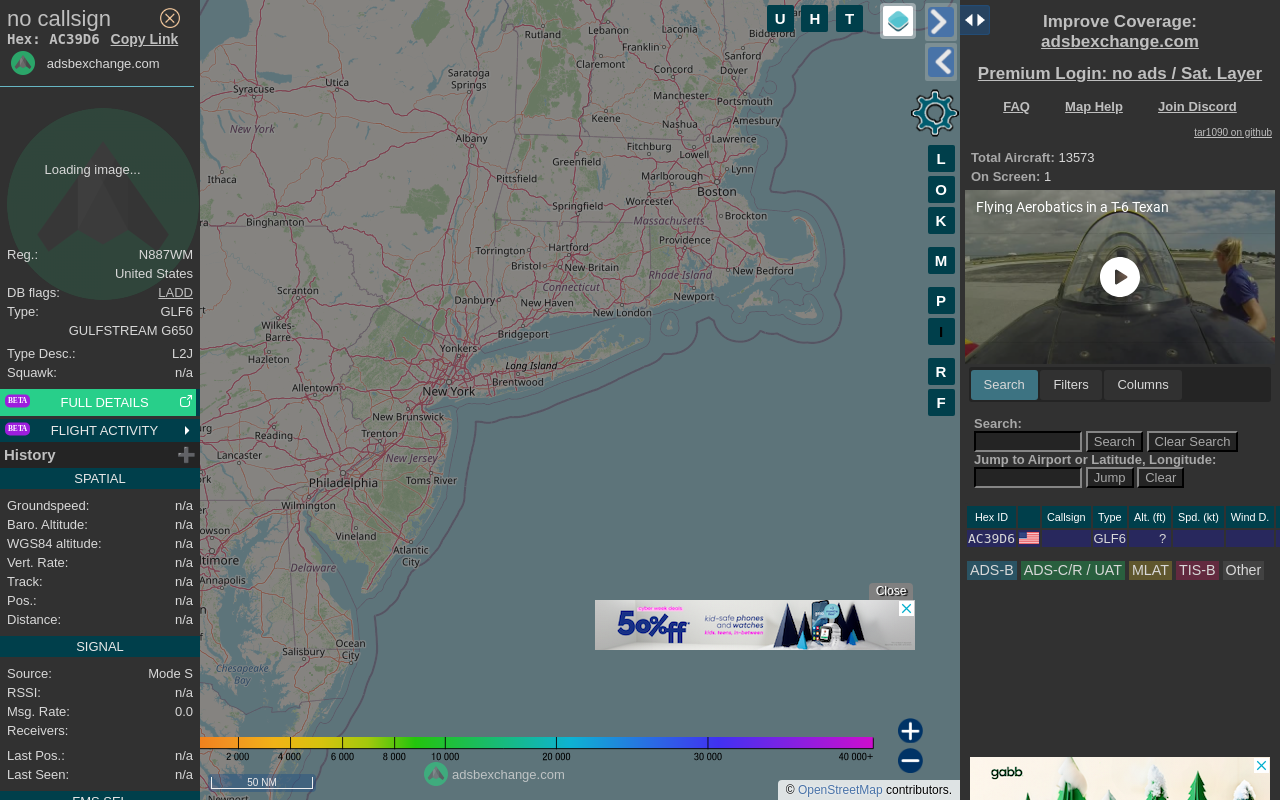 no callsign
Hex: AC39D6 Copy Link
adsbexchange.com
Loading image...
Reg.: N887WM
United States
DB flags: LADD
Type: GLF6
GULFSTREAM G650
Type Desc.: L2J
Squawk: n/a
BETA FULL DETAILS
BETA FLIGHT ACTIVITY
History
SPATIAL
Groundspeed: n/a
Baro. Altitude: n/a
WGS84 altitude: n/a
Vert. Rate: n/a
Track: n/a
Pos.: n/a
Distance: n/a
SIGNAL
Source: Mode S
RSSI: n/a
Msg. Rate: 0.0
Receivers:
Last Pos.: n/a
Last Seen: n/a
FMS SEL
U H T
L
O
K
M
P
I
R
F
Rutland
Lebanon
Laconia
Biddeford
Franklin
Claremont
Sanford
Dover
Concord
Saratoga
Springs
Utica
Syracuse
Manchester
Portsmouth
Keene
Nashua
Amesbury
New York
Albany
Fitchburg
Lawrence
Lowell
Greenfield
Lynn
Ithaca
Pittsfield
Marlborough
Boston
Worcester
Springfield
Massachusetts
Brockton
Binghamton
Providence
Torrington
Hartford
Bristol
New Britain
Rhode Island
New Bedford
Connecticut
Newport
Scranton
Danbury
New Haven
New London
Wilkes-
Barre
Bridgeport
Hazleton
Yonkers
Long Island
Brentwood
Allentown
New York
New Brunswick
Reading
Trenton
Lancaster
New Jersey
Philadelphia
Toms River
Wilmington
Vineland
Atlantic
City
Delaware
Annapolis
Salisbury
Ocean
City
Chesapeake
Bay
Newport
Close
cyber week deals
50% off
kid-safe phones
and watches
kids, teens, in-between
2 000 4 000 6 000 8 000 10 000 20 000 30 000 40 000+
50 NM
adsbexchange.com
© OpenStreetMap contributors.
Improve Coverage:
adsbexchange.com
Premium Login: no ads / Sat. Layer
FAQ Map Help Join Discord
tar1090 on github
Total Aircraft: 13573
On Screen: 1
Flying Aerobatics in a T-6 Texan
Search Filters Columns
Search:
Search Clear Search
Jump to Airport or Latitude, Longitude:
Jump Clear
Hex ID Callsign Type Alt. (ft) Spd. (kt) Wind D.
AC39D6 GLF6 ?
ADS-B ADS-C/R / UAT MLAT TIS-B Other
gabb